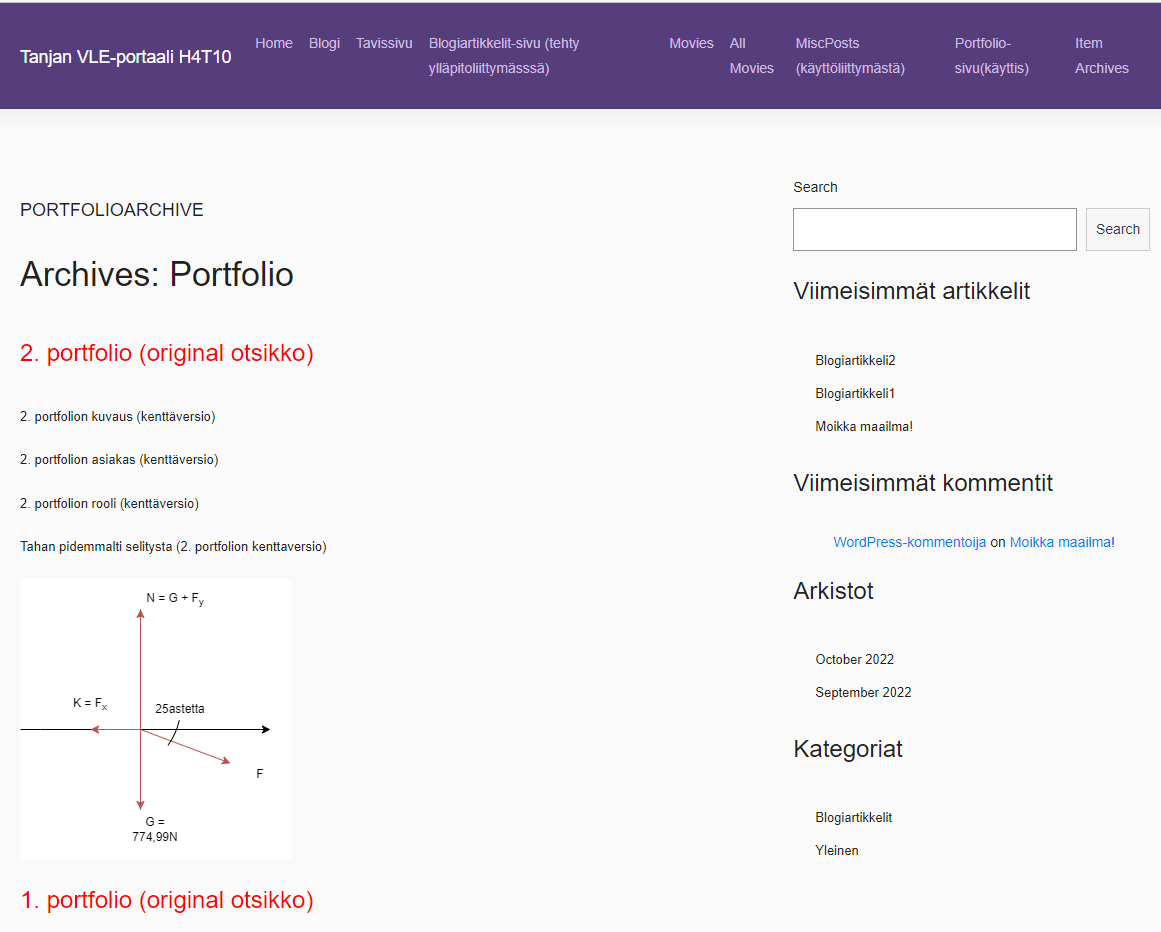 Tanjan VLE-portaali H4T10
Home
Blogi
Tavissivu
Blogiartikkelit-sivu (tehty
ylläpitoliittymässsä)
Movies
All
Movies
MiscPosts
(käyttöliittymästä)
Portfolio-
sivu(käyttis)
Item
Archives
PORTFOLIOARCHIVE
Archives: Portfolio
2. portfolio (original otsikko)
2. portfolion kuvaus (kenttäversio)
2. portfolion asiakas (kenttäversio)
2. portfolion rooli (kenttäversio)
Tahan pidemmalti selitysta (2. portfolion kenttaversio)
N = G + Fy
K = Fx
25astetta
F
G =
774,99N
1. portfolio (original otsikko)
Search
Search
Viimeisimmät artikkelit
Blogiartikkeli2
Blogiartikkeli1
Moikka maailma!
Viimeisimmät kommentit
WordPress-kommentoija on Moikka maailma!
Arkistot
October 2022
September 2022
Kategoriat
Blogiartikkelit
Yleinen